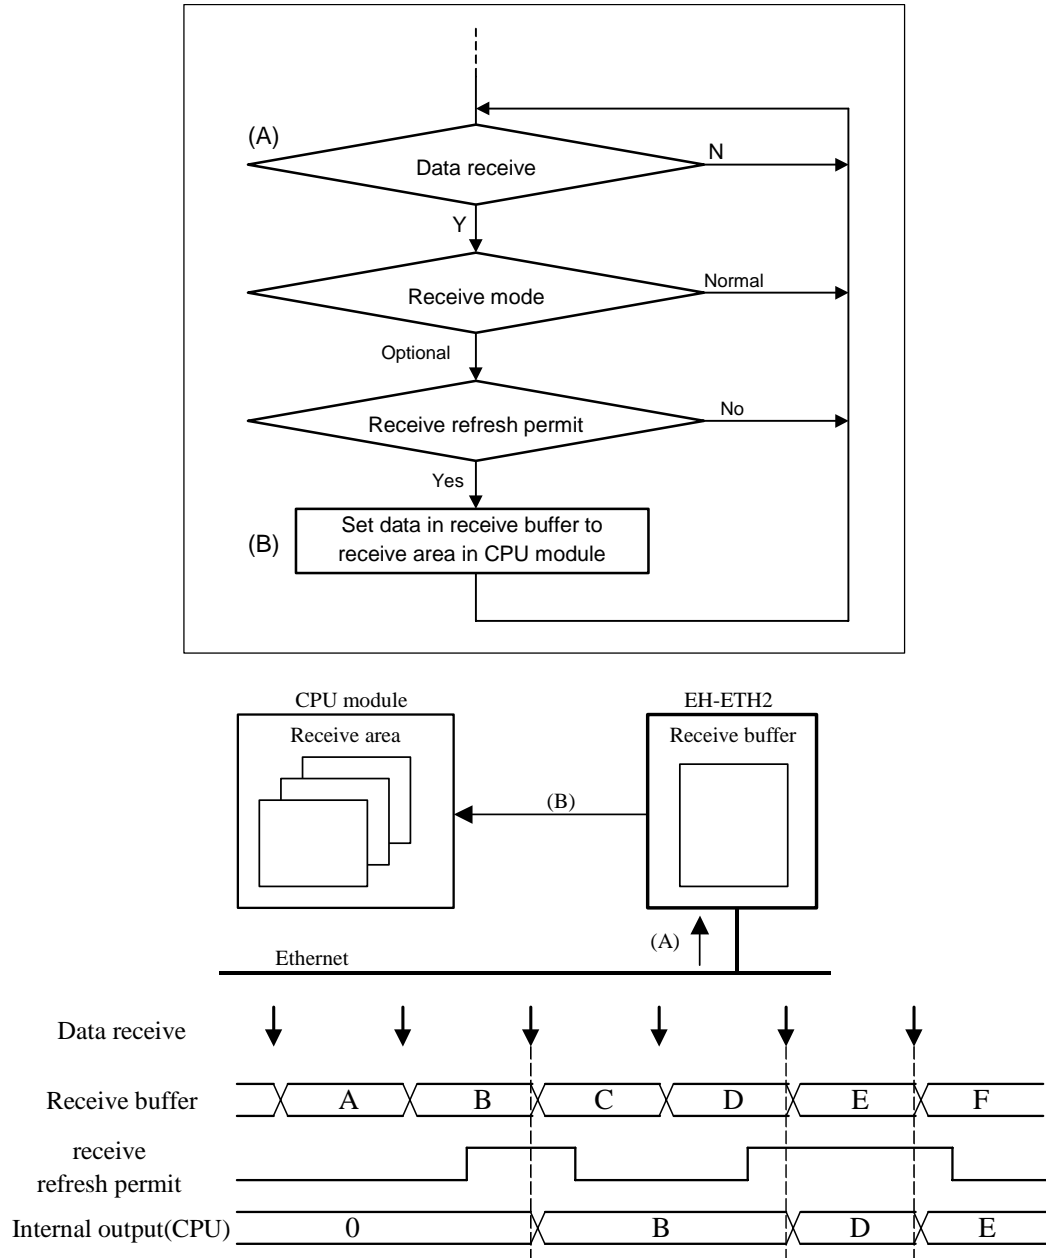 (A)
Data receive
N
Y
Receive mode
Normal
Optional
Receive refresh permit
No
Yes
(B)
Set data in receive buffer to
receive area in CPU module
CPU module
EH-ETH2
Receive area
Receive buffer
(B)
(A)
Ethernet
Data receive
Receive buffer
A B C D E F
receive
refresh permit
Internal output(CPU)
0 B D E